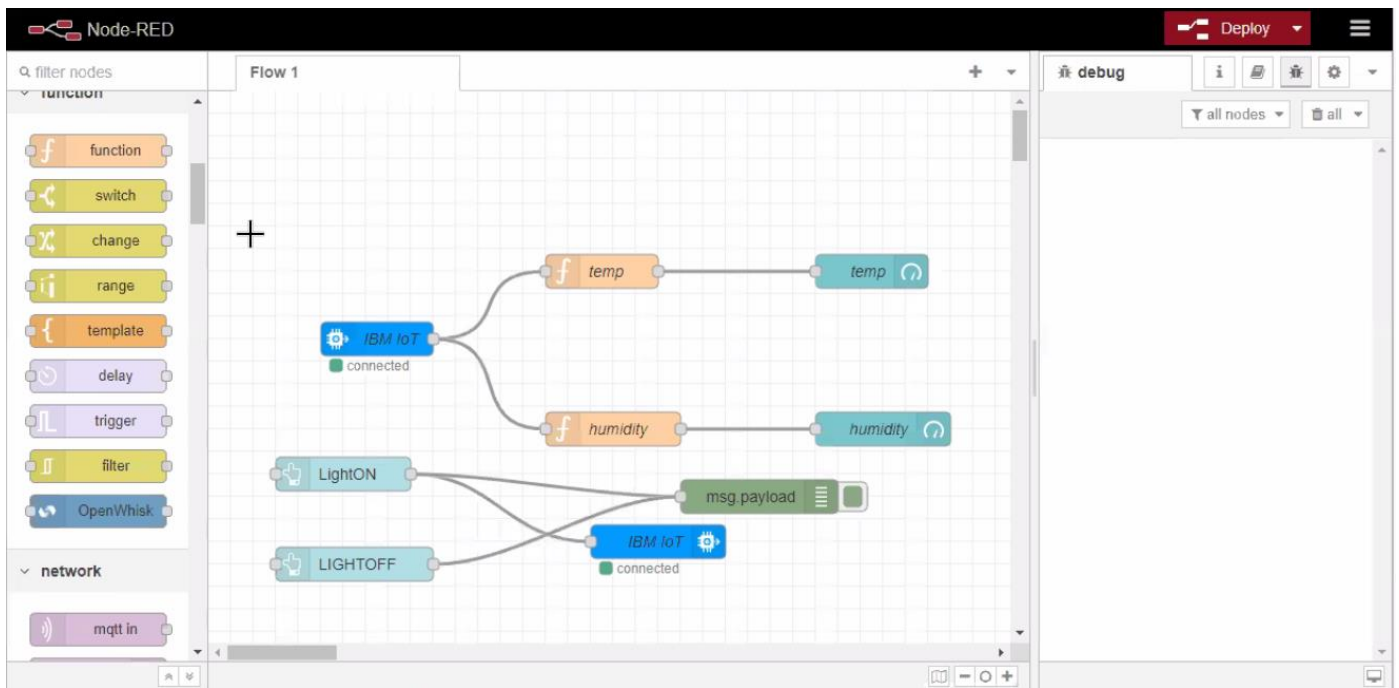 Node-RED
Deploy
filter nodes
Flow 1
debug
i
all nodes
all
function
function
switch
change
range
template
delay
trigger
filter
OpenWhisk
network
mqtt in
temp
temp
IBM IoT
connected
humidity
humidity
LightON
msg.payload
IBM IoT
connected
LIGHTOFF